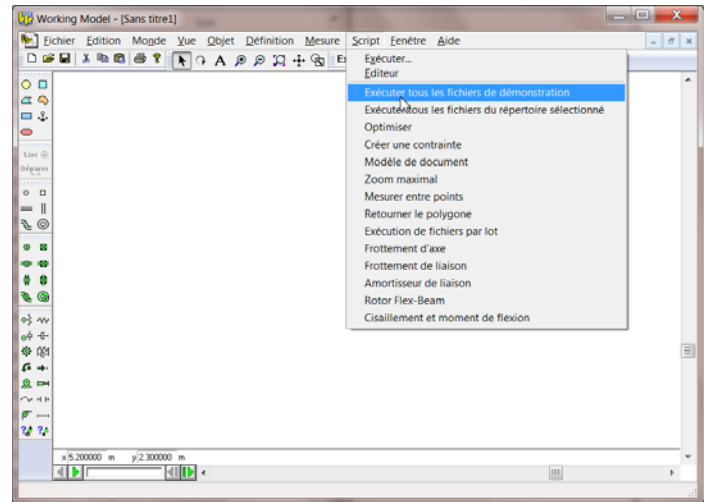 Working Model - [Sans titre1]
Fichier Edition Monde Vue Objet Définition Mesure Script Fenêtre Aide
A
Exécuter...
Editeur
Exécuter tous les fichiers de démonstration
Exécuter tous les fichiers du répertoire sélectionné
Optimiser
Créer une contrainte
Modèle de document
Zoom maximal
Mesurer entre points
Retourner le polygone
Exécution de fichiers par lot
Frottement d'axe
Frottement de liaison
Amortisseur de liaison
Rotor Flex-Beam
Cisaillement et moment de flexion
Lier
Séparer
x 5.200000 m y 2.300000 m